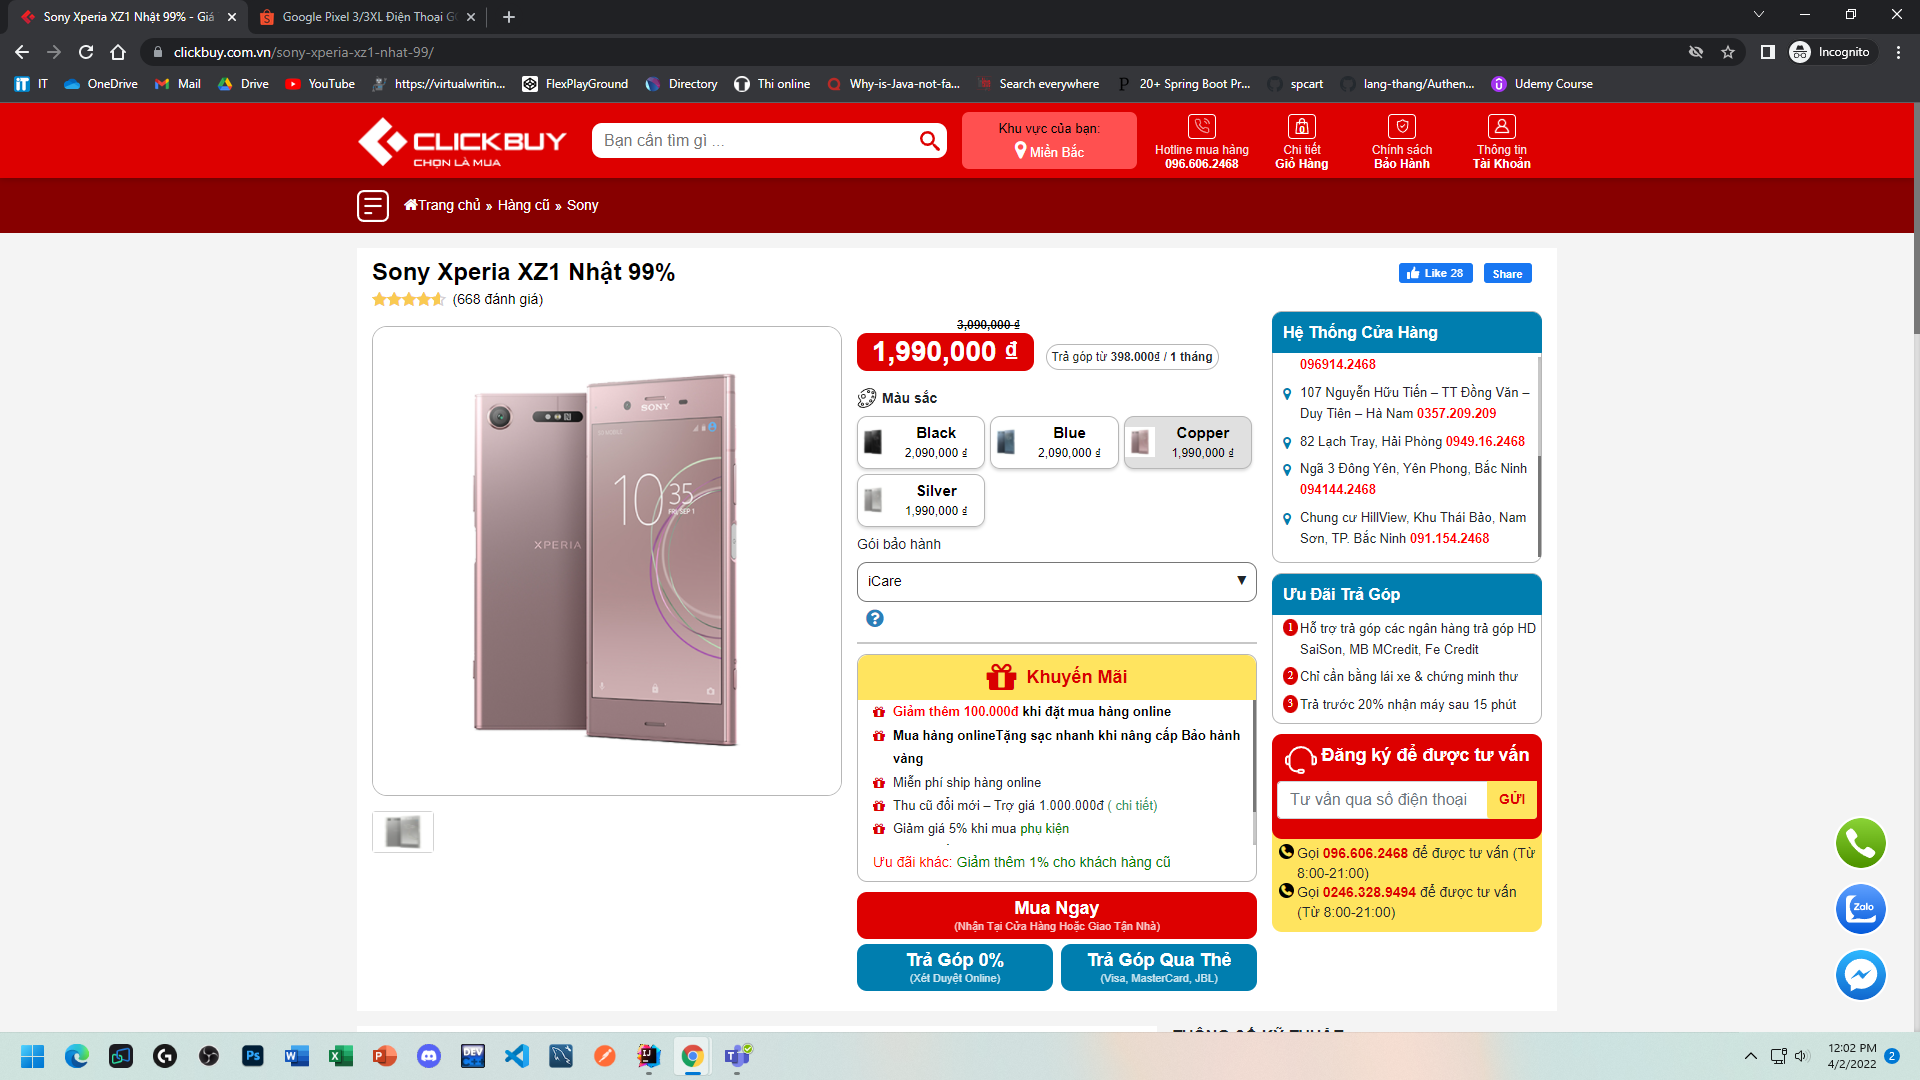 Sony Xperia XZ1 Nhật 99% - Giá
Google Pixel 3/3XL Điện Thoại G
clickbuy.com.vn/sony-xperia-xz1-nhat-99/
Incognito
IT
OneDrive
Mail
Drive
YouTube
https://virtualwritin...
FlexPlayGround
Directory
Thi online
Why-is-Java-not-fa...
Search everywhere
20+ Spring Boot Pr...
spcart
lang-thang/Authen...
Udemy Course
CLICKBUY
CHỌN LÀ MUA
Bạn cần tìm gì ...
Khu vực của bạn:
Miền Bắc
Hotline mua hàng
096.606.2468
Chi tiết
Giỏ Hàng
Chính sách
Bảo Hành
Thông tin
Tài Khoản
Trang chủ » Hàng cũ » Sony
Sony Xperia XZ1 Nhật 99%
(668 đánh giá)
Like 28
Share
SONY
10 35
FRI, SEP 1
XPERIA
3,090,000 ₫
1,990,000 ₫
Trả góp từ 398.000₫ / 1 tháng
Màu sắc
Black
2,090,000 ₫
Blue
2,090,000 ₫
Copper
1,990,000 ₫
Silver
1,990,000 ₫
Gói bảo hành
iCare
Khuyến Mãi
Giảm thêm 100.000đ khi đặt mua hàng online
Mua hàng onlineTặng sạc nhanh khi nâng cấp Bảo hành
vàng
Miễn phí ship hàng online
Thu cũ đổi mới – Trợ giá 1.000.000đ ( chi tiết)
Giảm giá 5% khi mua phụ kiện
Ưu đãi khác: Giảm thêm 1% cho khách hàng cũ
Mua Ngay
(Nhận Tại Cửa Hàng Hoặc Giao Tận Nhà)
Trả Góp 0%
(Xét Duyệt Online)
Trả Góp Qua Thẻ
(Visa, MasterCard, JBL)
Hệ Thống Cửa Hàng
096914.2468
107 Nguyễn Hữu Tiến – TT Đồng Văn –
Duy Tiên – Hà Nam 0357.209.209
82 Lạch Tray, Hải Phòng 0949.16.2468
Ngã 3 Đông Yên, Yên Phong, Bắc Ninh
094144.2468
Chung cư HillView, Khu Thái Bảo, Nam
Sơn, TP. Bắc Ninh 091.154.2468
Ưu Đãi Trả Góp
1 Hỗ trợ trả góp các ngân hàng trả góp HD
SaiSon, MB MCredit, Fe Credit
2 Chỉ cần bằng lái xe & chứng minh thư
3 Trả trước 20% nhận máy sau 15 phút
Đăng ký để được tư vấn
Tư vấn qua số điện thoại
GỬI
Gọi 096.606.2468 để được tư vấn (Từ
8:00-21:00)
Gọi 0246.328.9494 để được tư vấn
(Từ 8:00-21:00)
Zalo
THÔNG SỐ KỸ THUẬT
12:02 PM
4/2/2022
2